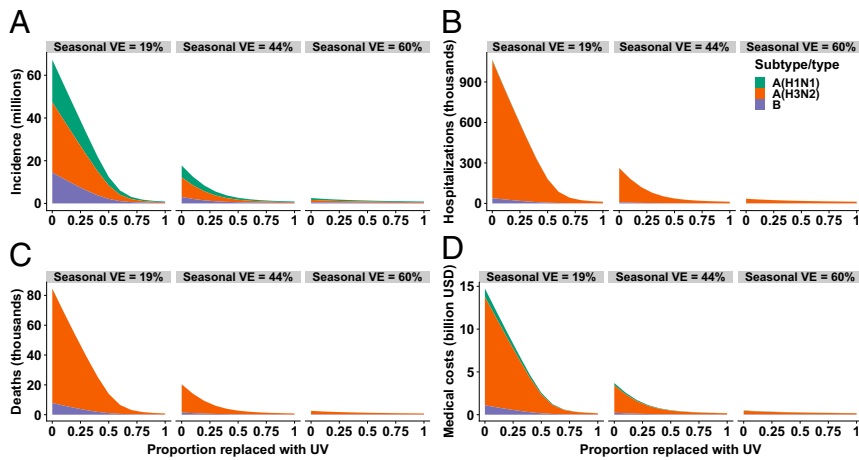 A
Seasonal VE = 19% Seasonal VE = 44% Seasonal VE = 60%
Incidence (millions)
60
40
20
0
0 0.25 0.5 0.75 1 0 0.25 0.5 0.75 1 0 0.25 0.5 0.75 1
B
Seasonal VE = 19% Seasonal VE = 44% Seasonal VE = 60%
Hospitalizations (thousands)
900
600
300
0
Subtype/type
A(H1N1)
A(H3N2)
B
0 0.25 0.5 0.75 1 0 0.25 0.5 0.75 1 0 0.25 0.5 0.75 1
C
Seasonal VE = 19% Seasonal VE = 44% Seasonal VE = 60%
Deaths (thousands)
80
60
40
20
0
0 0.25 0.5 0.75 1 0 0.25 0.5 0.75 1 0 0.25 0.5 0.75 1
Proportion replaced with UV
D
Seasonal VE = 19% Seasonal VE = 44% Seasonal VE = 60%
Medical costs (billion USD)
15
10
5
0
0 0.25 0.5 0.75 1 0 0.25 0.5 0.75 1 0 0.25 0.5 0.75 1
Proportion replaced with UV